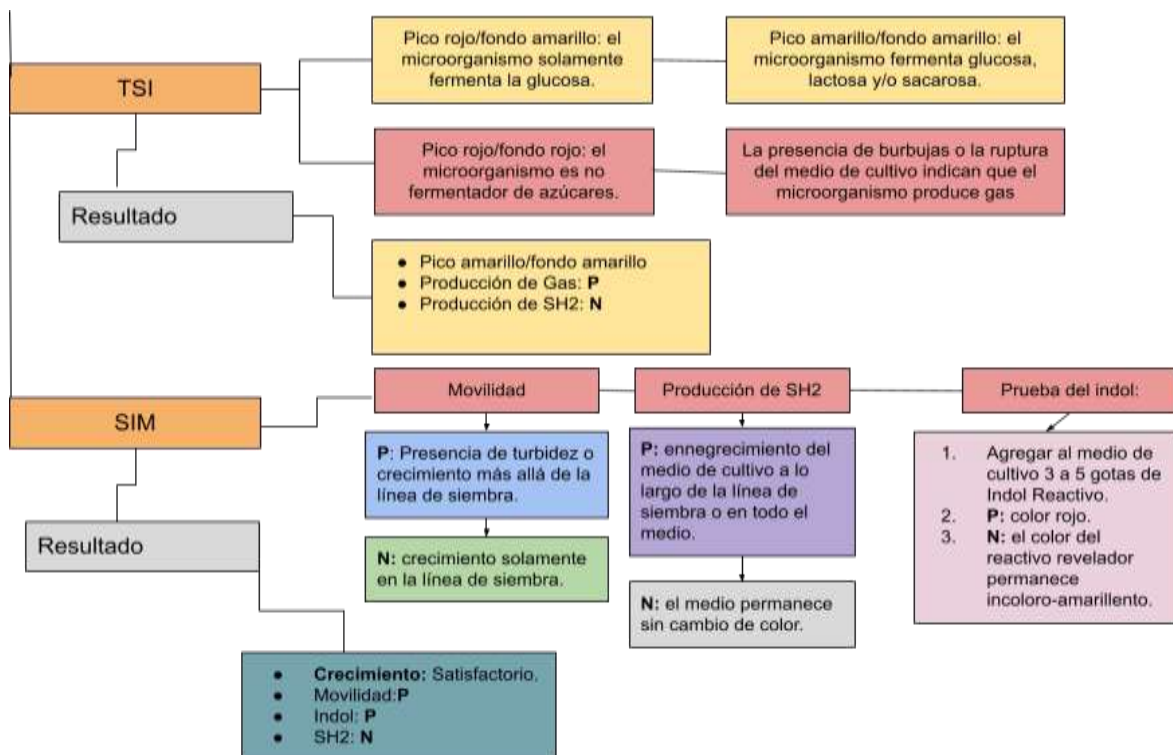 TSI
Pico rojo/fondo amarillo: el
microorganismo solamente
fermenta la glucosa.
Pico amarillo/fondo amarillo: el
microorganismo fermenta glucosa,
lactosa y/o sacarosa.
Pico rojo/fondo rojo: el
microorganismo es no
fermentador de azúcares.
La presencia de burbujas o la ruptura
del medio de cultivo indican que el
microorganismo produce gas
Resultado
● Pico amarillo/fondo amarillo
● Producción de Gas: P
● Producción de SH2: N
SIM
Movilidad
P: Presencia de turbidez o
crecimiento más allá de la
línea de siembra.
N: crecimiento solamente
en la línea de siembra.
Producción de SH2
P: ennegrecimiento del
medio de cultivo a lo
largo de la línea de
siembra o en todo el
medio.
N: el medio permanece
sin cambio de color.
Prueba del indol:
1. Agregar al medio de
cultivo 3 a 5 gotas de
Indol Reactivo.
2. P: color rojo.
3. N: el color del
reactivo revelador
permanece
incoloro-amarillento.
Resultado
● Crecimiento: Satisfactorio.
● Movilidad:P
● Indol: P
● SH2: N